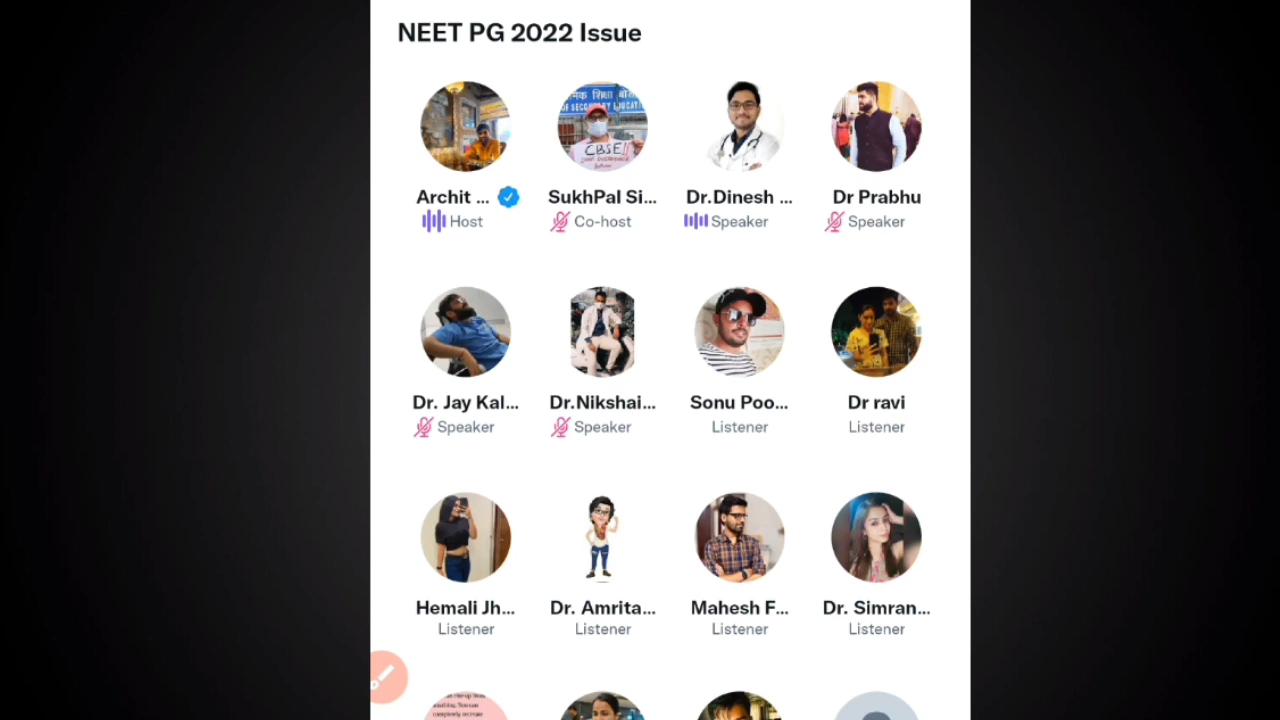 NEET PG 2022 Issue
Archit ... SukhPal Si... Dr.Dinesh ... Dr Prabhu
Host Co-host Speaker Speaker
Dr. Jay Kal... Dr.Nikshai... Sonu Poo... Dr ravi
Speaker Speaker Listener Listener
Hemali Jh... Dr. Amrita... Mahesh F... Dr. Simran...
Listener Listener Listener Listener
CBSE!!